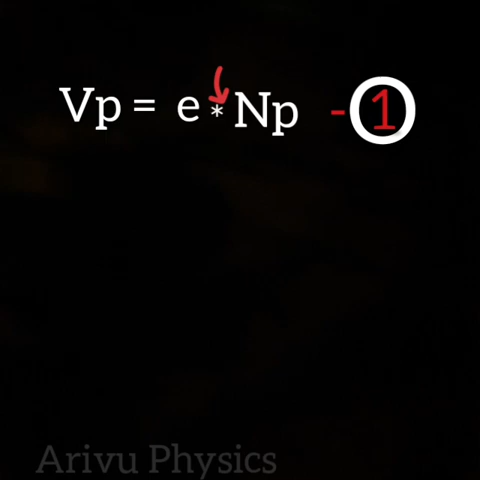 Vp = e * Np - 1
Arivu Physics